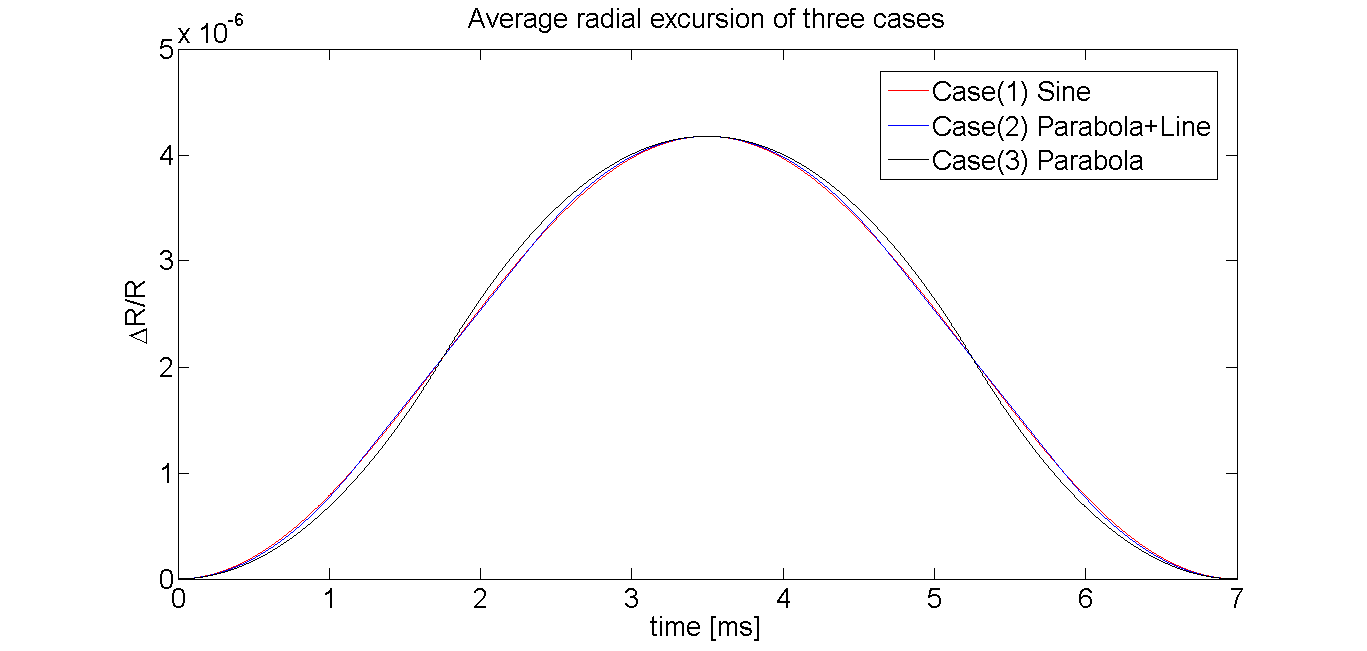 Average radial excursion of three cases
x 10^-6
5
4
3
2
1
0
ΔR/R
Case(1) Sine
Case(2) Parabola+Line
Case(3) Parabola
0 1 2 3 4 5 6 7
time [ms]